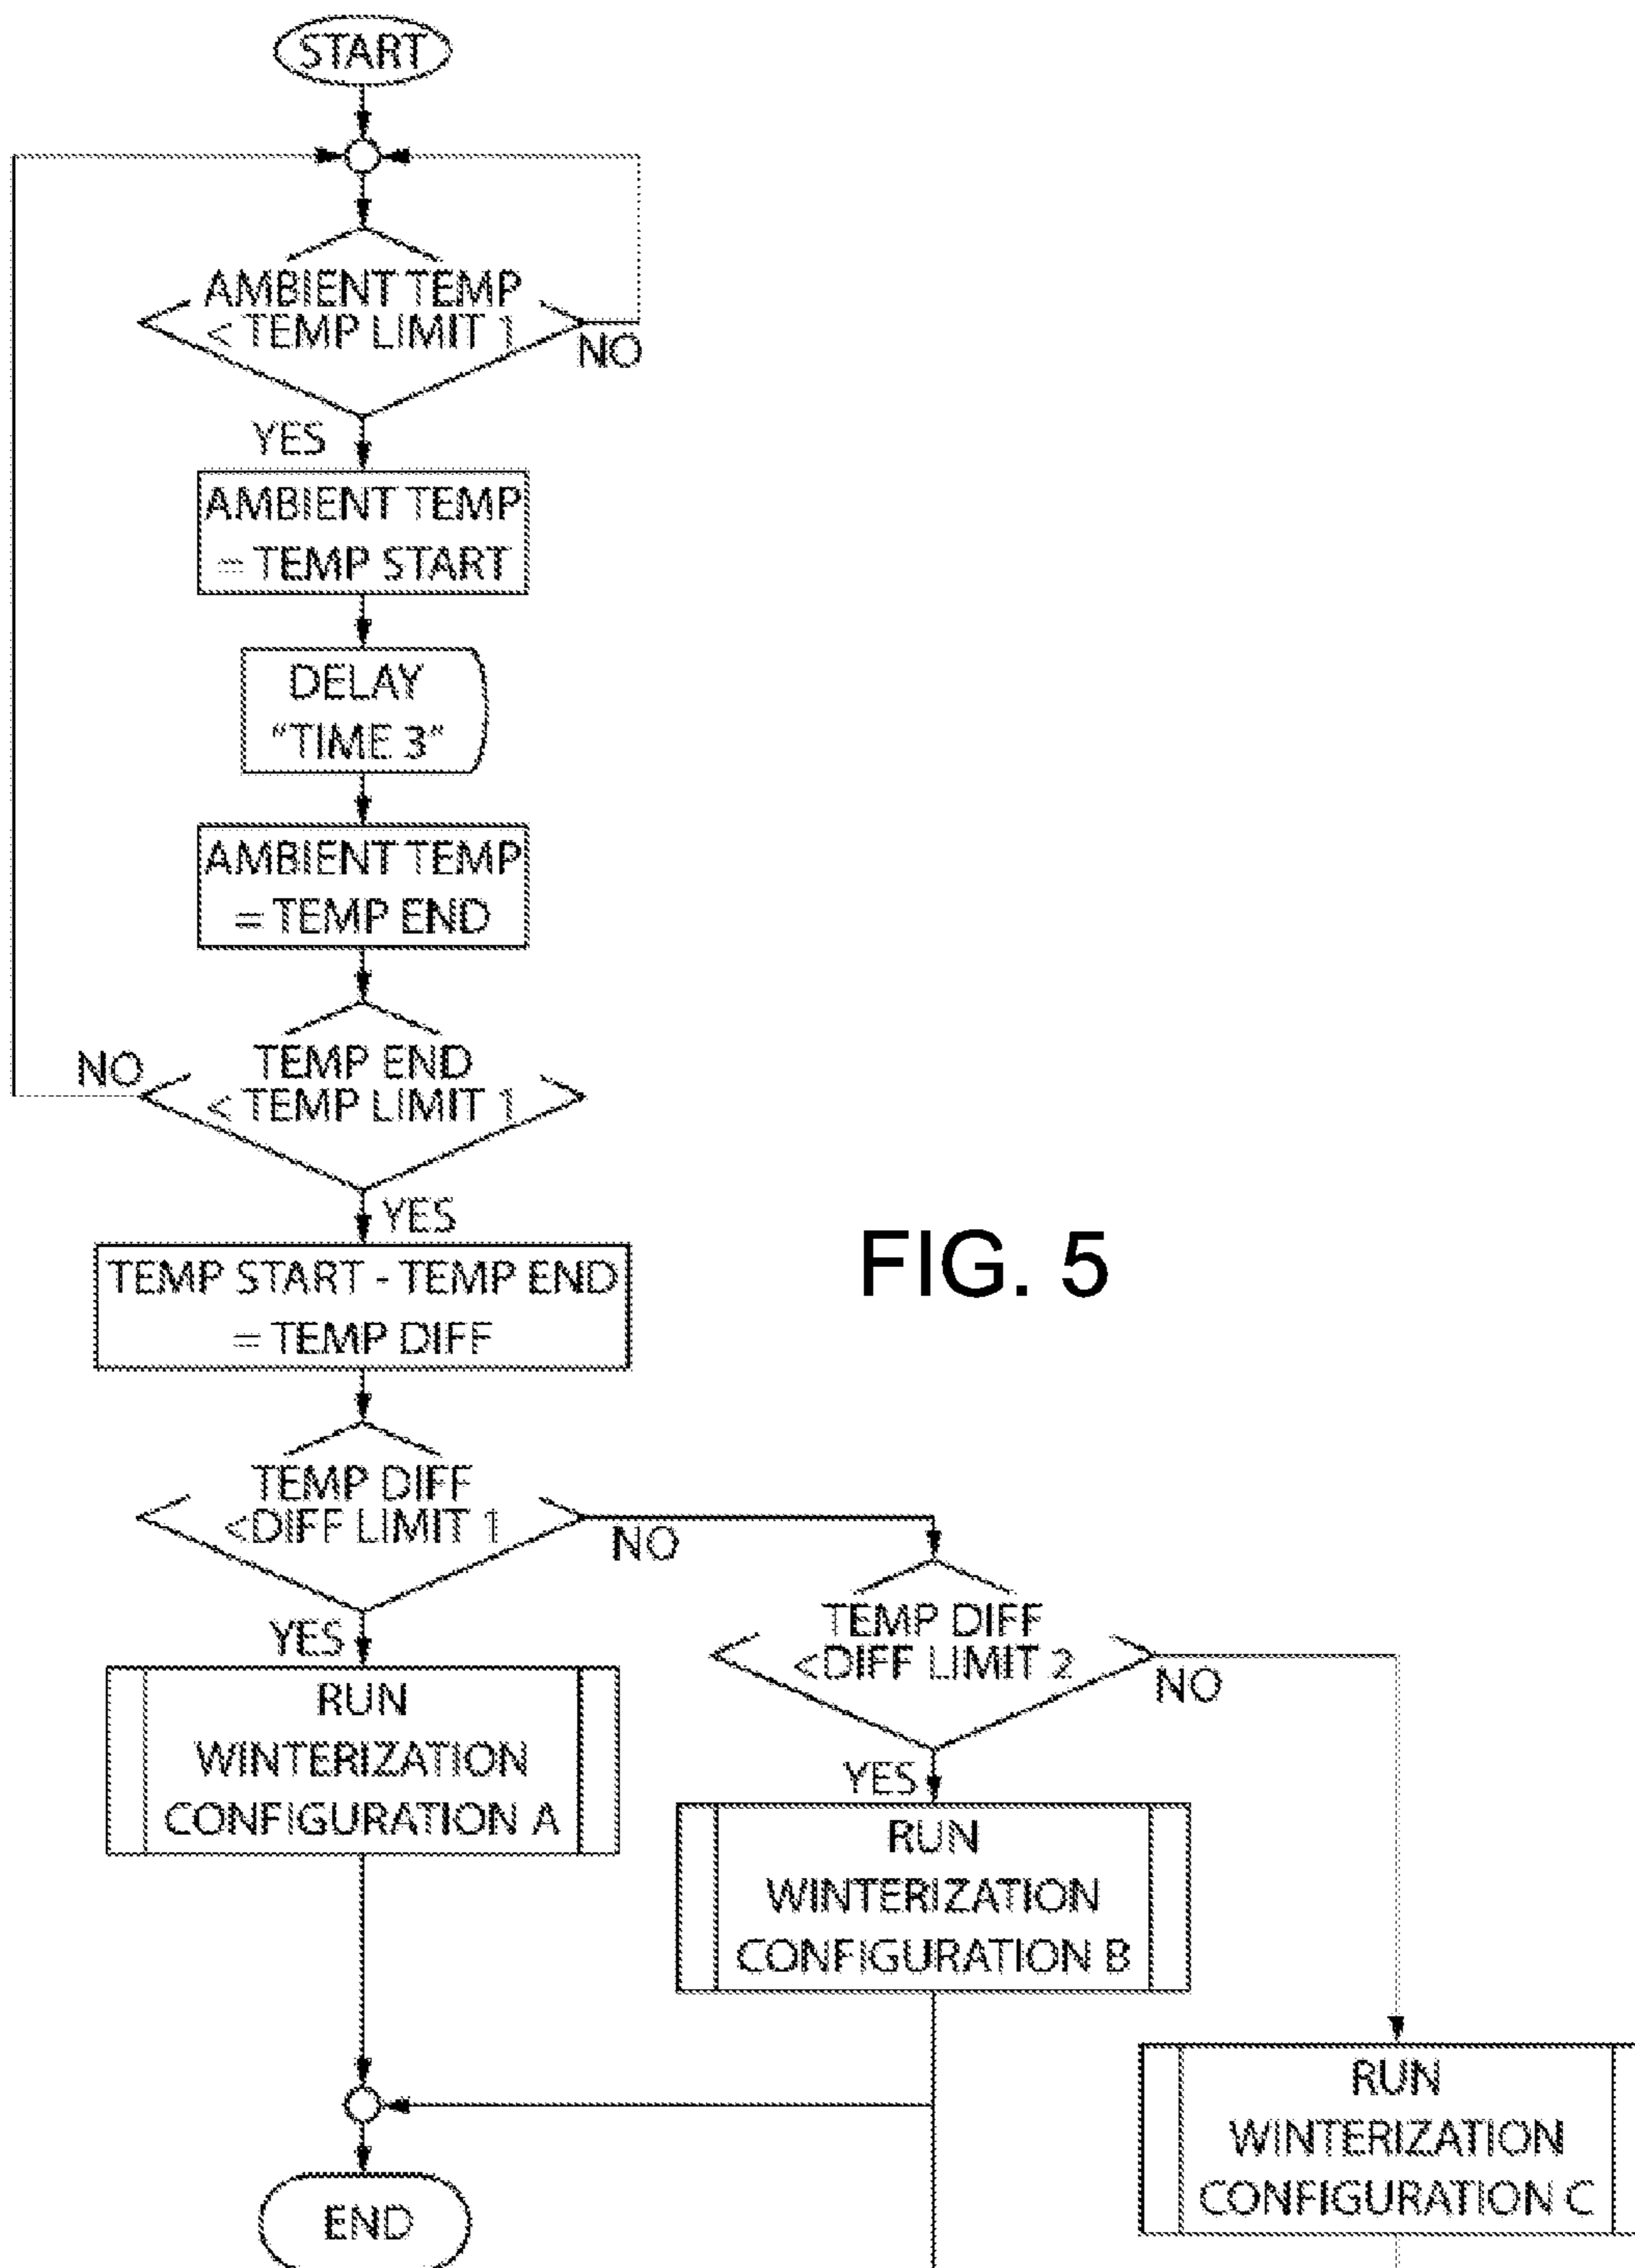 START
AMBIENT TEMP
< TEMP LIMIT 1
NO
YES
AMBIENT TEMP
= TEMP START
DELAY
"TIME 3"
AMBIENT TEMP
= TEMP END
TEMP END
< TEMP LIMIT 1
NO
YES
TEMP START - TEMP END
= TEMP DIFF
FIG. 5
TEMP DIFF
<DIFF LIMIT 1
NO
YES
TEMP DIFF
<DIFF LIMIT 2
NO
YES
RUN
WINTERIZATION
CONFIGURATION A
RUN
WINTERIZATION
CONFIGURATION B
RUN
WINTERIZATION
CONFIGURATION C
END